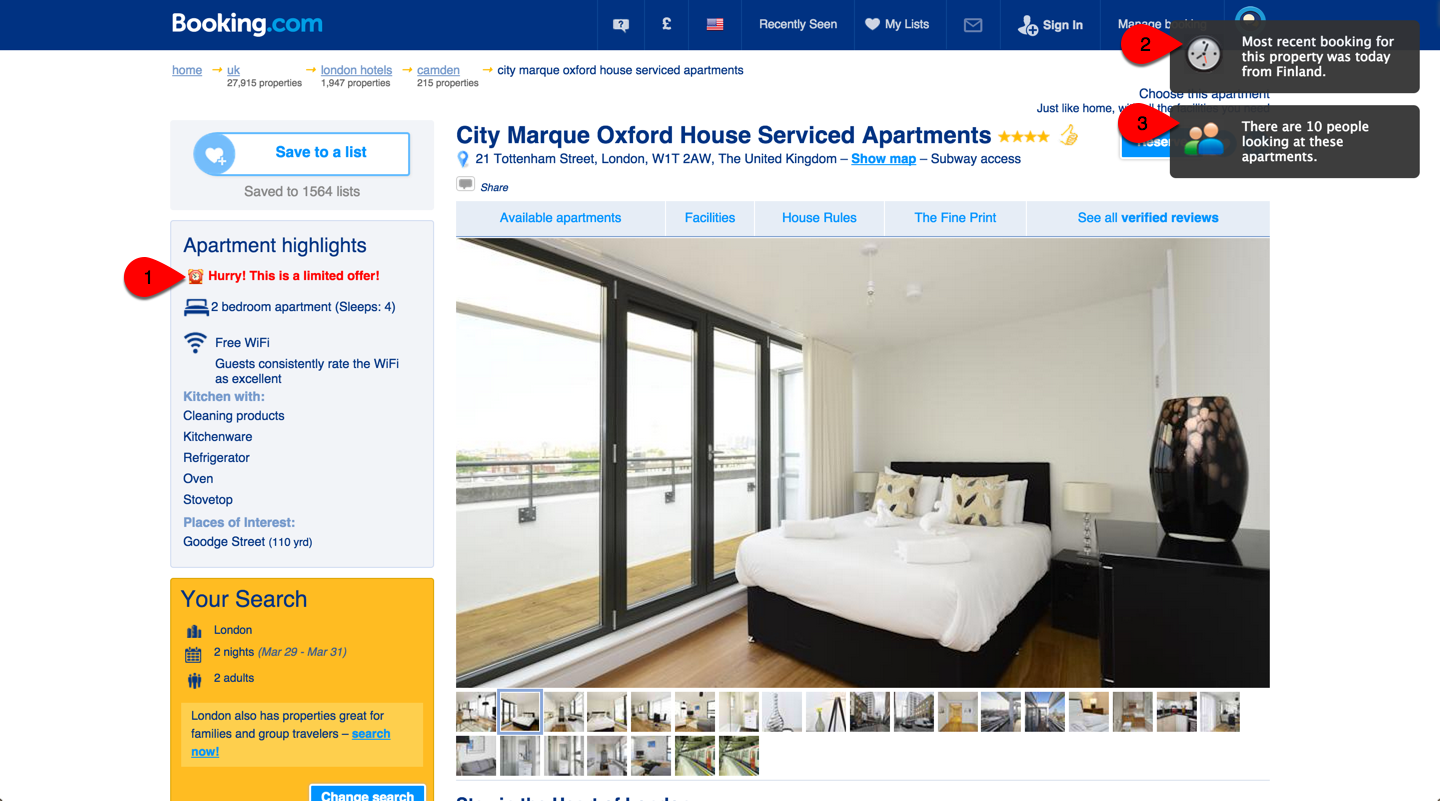 Booking.com
£
Recently Seen
My Lists
Sign In
Manage booking
2
Most recent booking for
this property was today
from Finland.
home
uk
27,915 properties
london hotels
1,947 properties
camden
215 properties
city marque oxford house serviced apartments
Choose this apartment
Just like home,
3
There are 10 people
looking at these
apartments.
Save to a list
Saved to 1564 lists
City Marque Oxford House Serviced Apartments
21 Tottenham Street, London, W1T 2AW, The United Kingdom – Show map – Subway access
Share
Available apartments
Facilities
House Rules
The Fine Print
See all verified reviews
Apartment highlights
1
Hurry! This is a limited offer!
2 bedroom apartment (Sleeps: 4)
Free WiFi
Guests consistently rate the WiFi
as excellent
Kitchen with:
Cleaning products
Kitchenware
Refrigerator
Oven
Stovetop
Places of Interest:
Goodge Street (110 yrd)
Your Search
London
2 nights (Mar 29 - Mar 31)
2 adults
London also has properties great for
families and group travelers – search
now!
Change search
Stay in the Heart of London